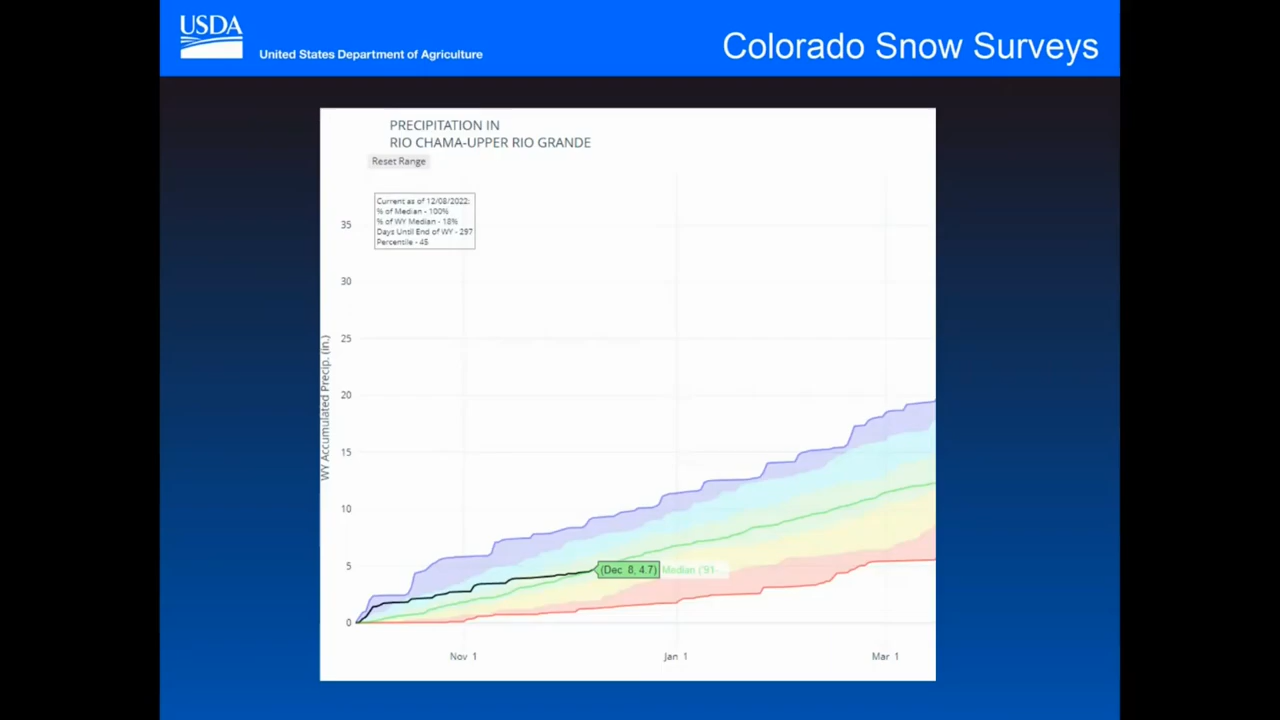 USDA
United States Department of Agriculture
Colorado Snow Surveys
PRECIPITATION IN
RIO CHAMA-UPPER RIO GRANDE
Reset Range
Current as of 12/08/2022:
% of Median - 100%
% of WY Median - 18%
Days Until End of WY - 297
Percentile - 45
WY Accumulated Precip. (in.)
35
30
25
20
15
10
5
0
(Dec 8, 4.7) Median ('91-...
Nov 1
Jan 1
Mar 1